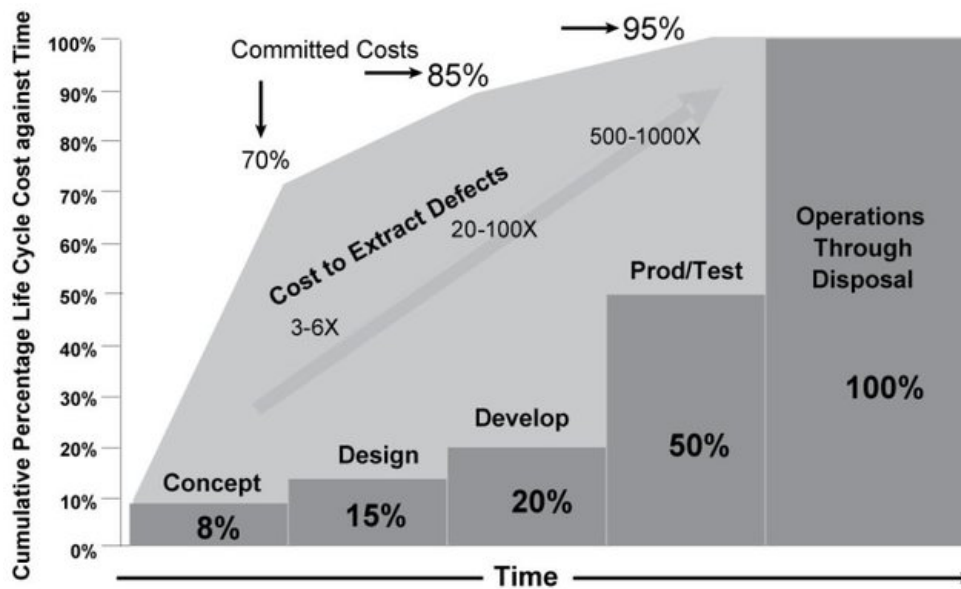 Cumulative Percentage Life Cycle Cost against Time
100%
90%
80%
70%
60%
50%
40%
30%
20%
10%
0%
Committed Costs
70%
85%
95%
Cost to Extract Defects
3-6X
20-100X
500-1000X
Concept
8%
Design
15%
Develop
20%
Prod/Test
50%
Operations
Through
Disposal
100%
Time